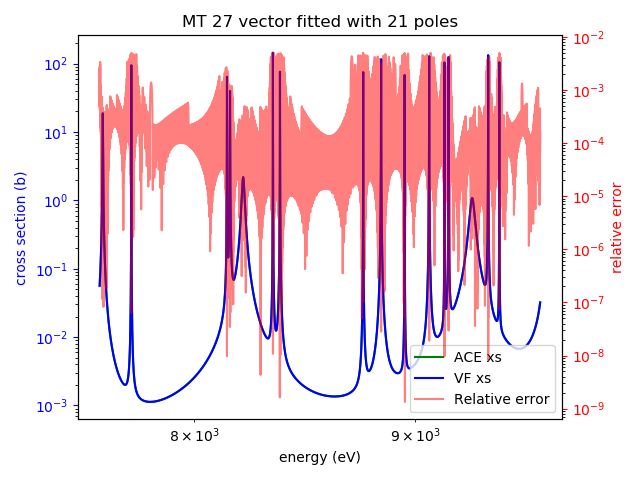 MT 27 vector fitted with 21 poles
cross section (b)
10²
10¹
10⁰
10⁻¹
10⁻²
10⁻³
10⁻²
10⁻³
10⁻⁴
10⁻⁵
10⁻⁶
10⁻⁷
10⁻⁸
10⁻⁹
relative error
ACE xs
VF xs
Relative error
8 × 10³
9 × 10³
energy (eV)